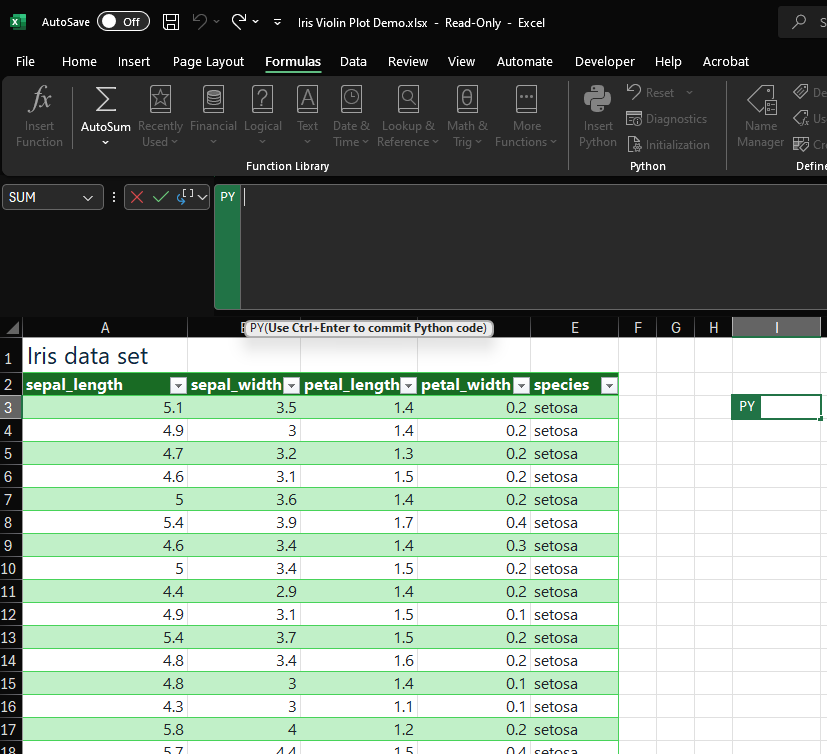 AutoSave Off Iris Violin Plot Demo.xlsx - Read-Only - Excel S
File Home Insert Page Layout Formulas Data Review View Automate Developer Help Acrobat
fx Σ ? A θ Reset De
Insert Function AutoSum Recently Used Financial Logical Text Date & Time Lookup & Reference Math & Trig More Functions Insert Python Diagnostics Name Manager Us
Initialization Cr
Function Library Python Define
SUM PY
PY(Use Ctrl+Enter to commit Python code)
A E F G H I
1 Iris data set
2 sepal_length sepal_width petal_length petal_width species
3 5.1 3.5 1.4 0.2 setosa PY
4 4.9 3 1.4 0.2 setosa
5 4.7 3.2 1.3 0.2 setosa
6 4.6 3.1 1.5 0.2 setosa
7 5 3.6 1.4 0.2 setosa
8 5.4 3.9 1.7 0.4 setosa
9 4.6 3.4 1.4 0.3 setosa
10 5 3.4 1.5 0.2 setosa
11 4.4 2.9 1.4 0.2 setosa
12 4.9 3.1 1.5 0.1 setosa
13 5.4 3.7 1.5 0.2 setosa
14 4.8 3.4 1.6 0.2 setosa
15 4.8 3 1.4 0.1 setosa
16 4.3 3 1.1 0.1 setosa
17 5.8 4 1.2 0.2 setosa
18 5.7 4.4 1.5 0.4 setosa